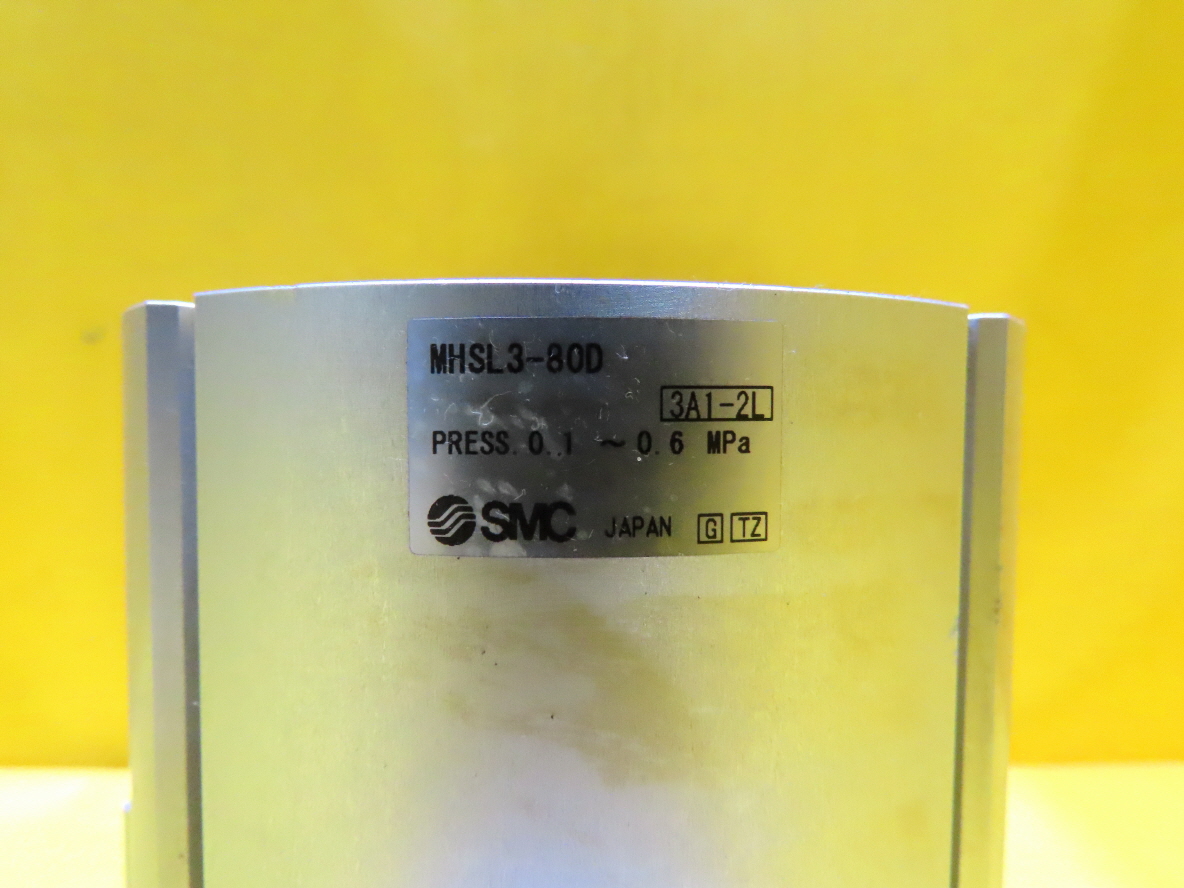 MHSL3-80D
3A1-2L
PRESS. 0.1 ~ 0.6 MPa
SMC JAPAN G TZ